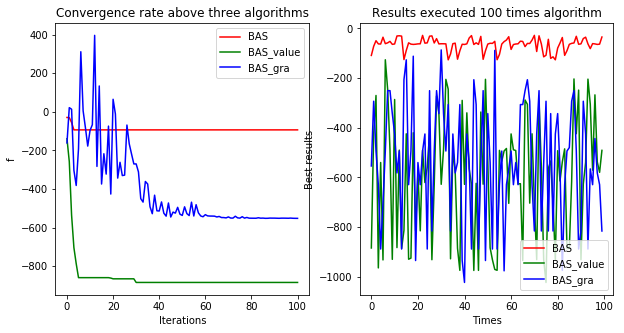 Convergence rate above three algorithms
BAS
BAS_value
BAS_gra
400
200
0
−200
−400
−600
−800
f
0
20
40
60
80
100
Iterations
Results executed 100 times algorithm
0
−200
−400
−600
−800
−1000
Best results
BAS
BAS_value
BAS_gra
0
20
40
60
80
100
Times